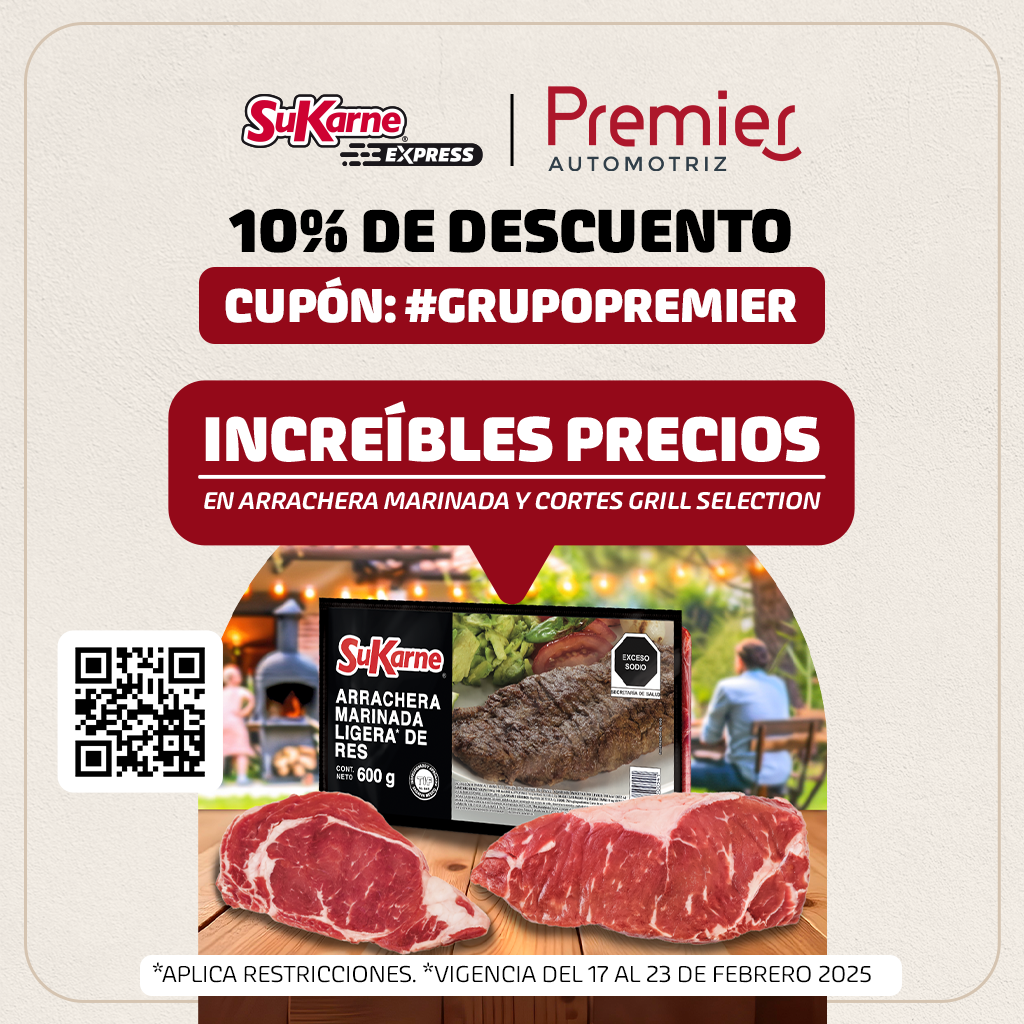 SuKarne
EXPRESS
Premier
AUTOMOTRIZ
10% DE DESCUENTO
CUPÓN: #GRUPOPREMIER
INCREÍBLES PRECIOS
EN ARRACHERA MARINADA Y CORTES GRILL SELECTION
SuKarne
ARRACHERA
MARINADA
LIGERA* DE
RES
CONT.
NETO 600 g
TIF
EXCESO
SODIO
SECRETARÍA DE SALUD
*APLICA RESTRICCIONES. *VIGENCIA DEL 17 AL 23 DE FEBRERO 2025